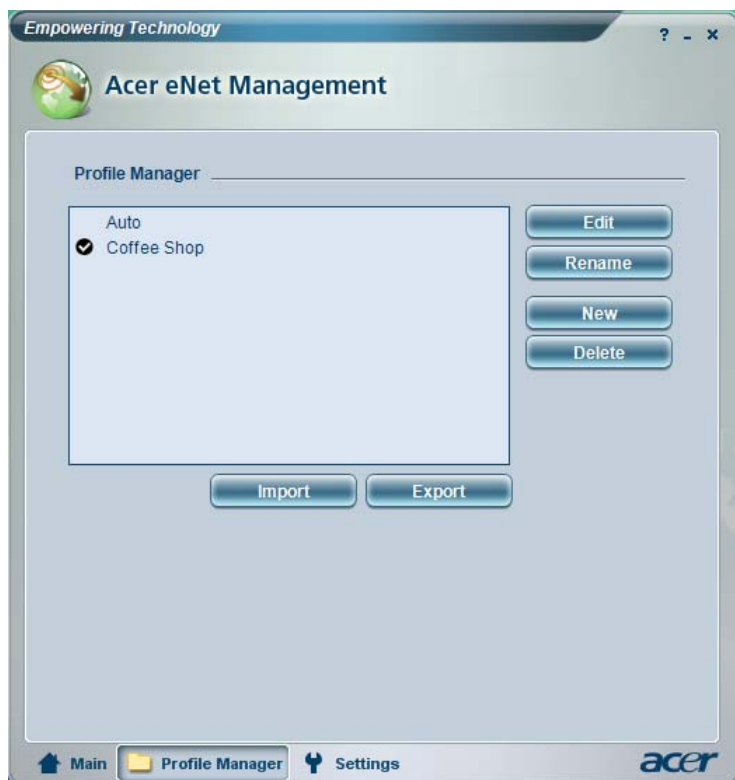 Empowering Technology
? - x
Acer eNet Management
Profile Manager
Auto
Coffee Shop
Edit
Rename
New
Delete
Import
Export
Main
Profile Manager
Settings
acer